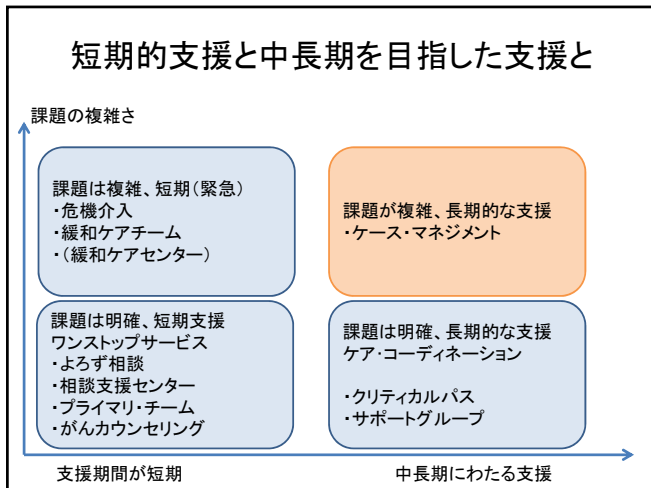 短期的支援と中長期を目指した支援と
課題の複雑さ
課題は複雑、短期(緊急)
・危機介入
・緩和ケアチーム
・(緩和ケアセンター)
課題が複雑、長期的な支援
・ケース・マネジメント
課題は明確、短期支援
ワンストップサービス
・よろず相談
・相談支援センター
・プライマリ・チーム
・がんカウンセリング
課題は明確、長期的な支援
ケア・コーディネーション
・クリティカルパス
・サポートグループ
支援期間が短期
中長期にわたる支援